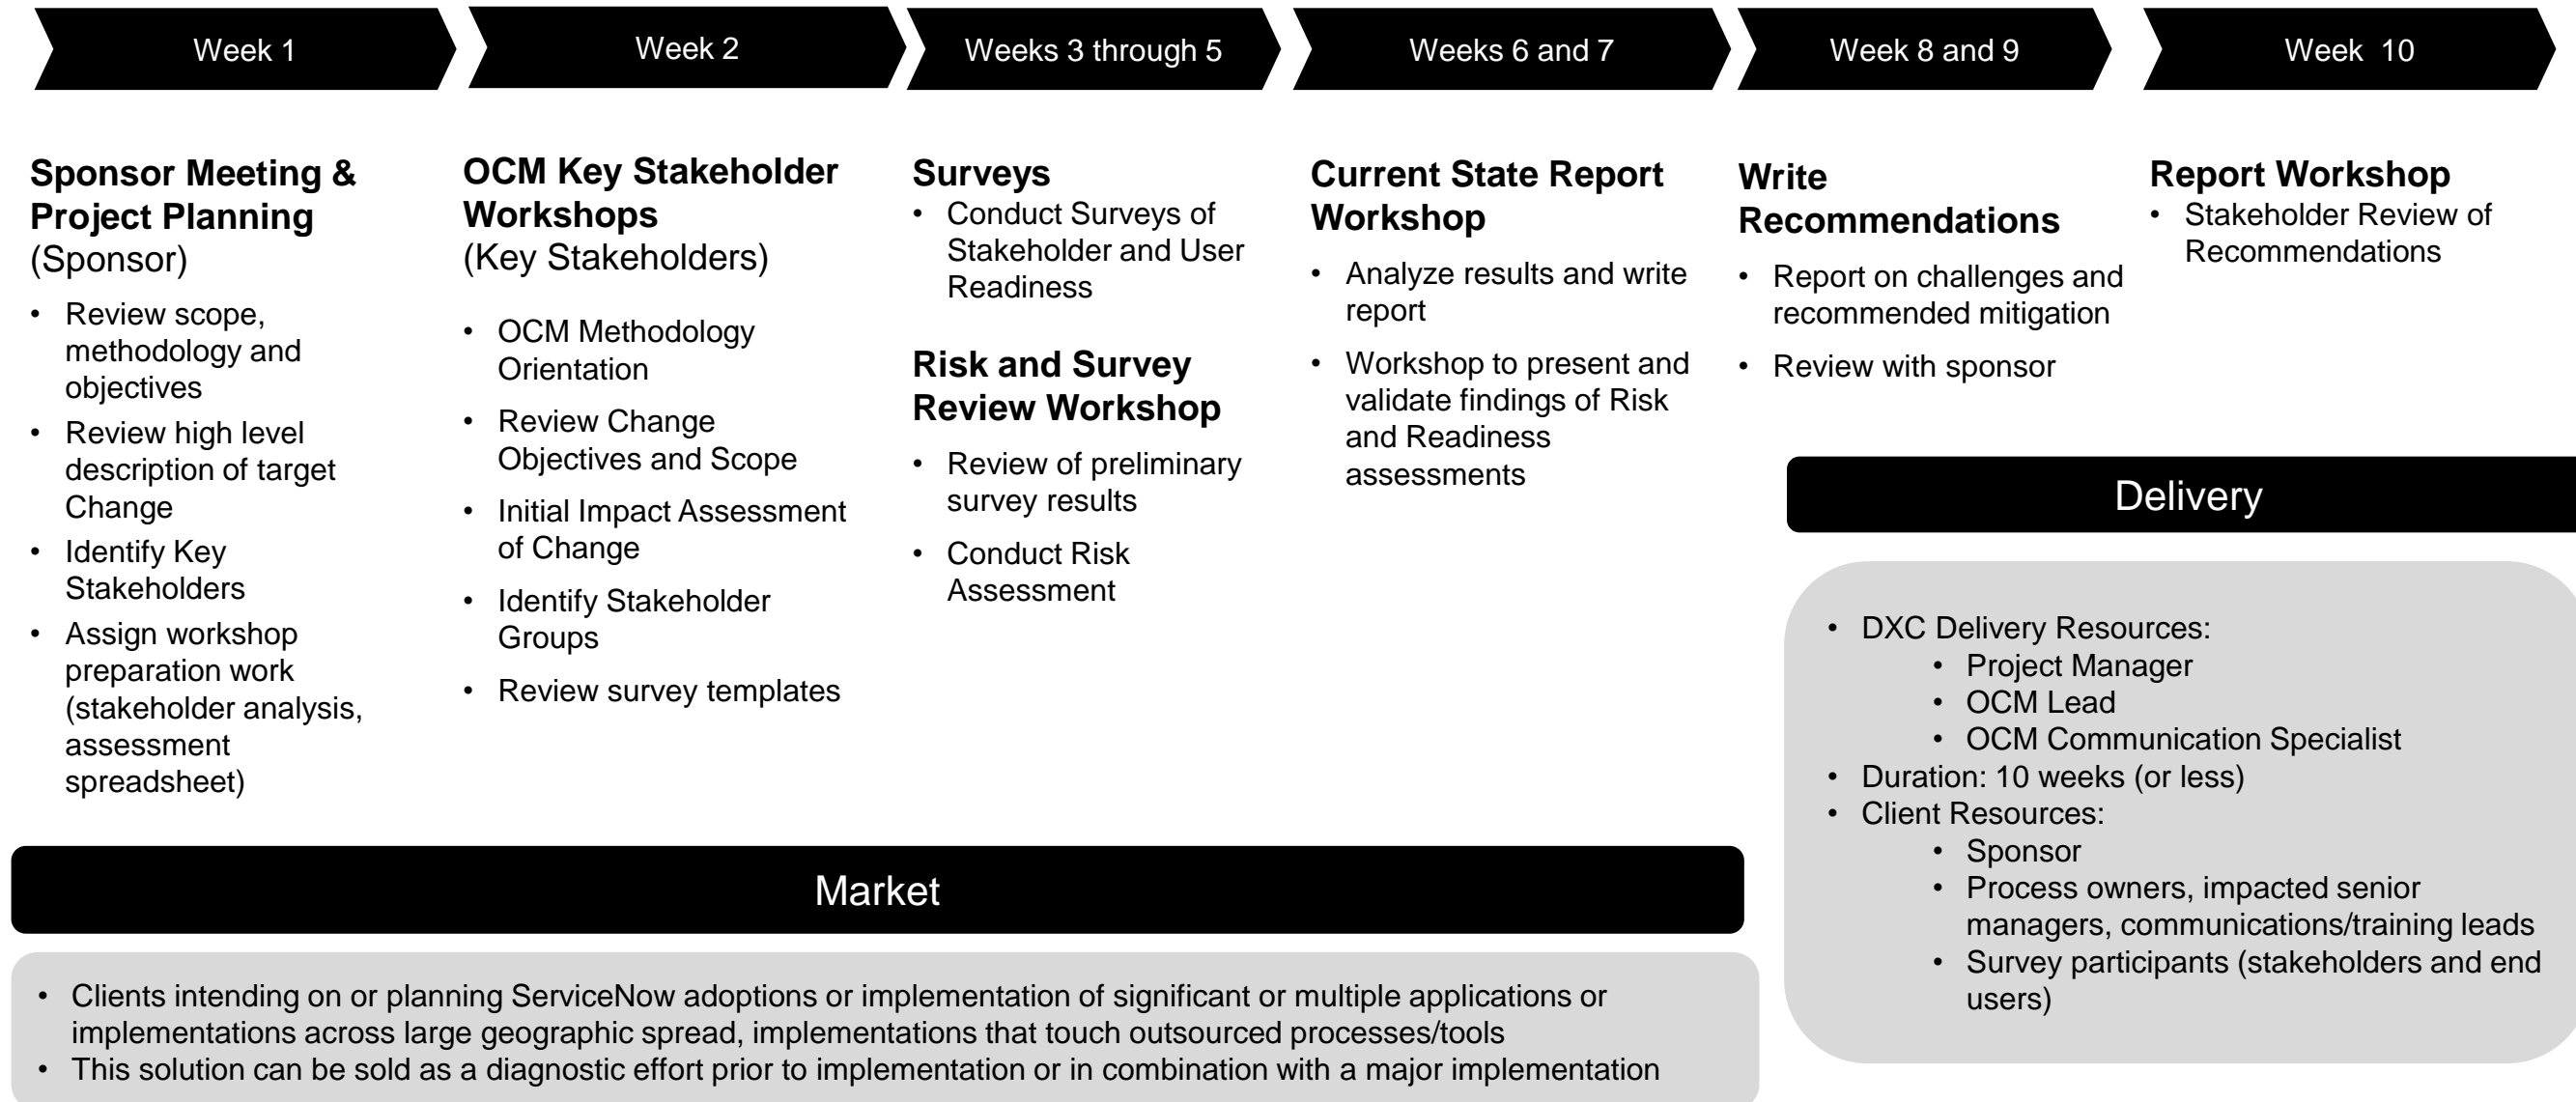 Week 1
Week 2
Weeks 3 through 5
Weeks 6 and 7
Week 8 and 9
Week  10
Sponsor Meeting &
Project Planning
(Sponsor)
• Review scope,
methodology and
objectives
• Review high level
description of target
Change
• Identify Key
Stakeholders
• Assign workshop
preparation work
(stakeholder analysis,
assessment
spreadsheet)
OCM Key Stakeholder
Workshops
(Key Stakeholders)
• OCM Methodology
Orientation
• Review Change
Objectives and Scope
• Initial Impact Assessment
of Change
• Identify Stakeholder
Groups
• Review survey templates
Surveys
• Conduct Surveys of
Stakeholder and User
Readiness
Risk and Survey
Review Workshop
• Review of preliminary
survey results
• Conduct Risk
Assessment
Current State Report
Workshop
• Analyze results and write
report
• Workshop to present and
validate findings of Risk
and Readiness
assessments
Write
Recommendations
• Report on challenges and
recommended mitigation
• Review with sponsor
Report Workshop
• Stakeholder Review of
Recommendations
Delivery
• DXC Delivery Resources:
• Project Manager
• OCM Lead
• OCM Communication Specialist
• Duration: 10 weeks (or less)
• Client Resources:
• Sponsor
• Process owners, impacted senior
managers, communications/training leads
• Survey participants (stakeholders and end
users)
Market
• Clients intending on or planning ServiceNow adoptions or implementation of significant or multiple applications or
implementations across large geographic spread, implementations that touch outsourced processes/tools
• This solution can be sold as a diagnostic effort prior to implementation or in combination with a major implementation